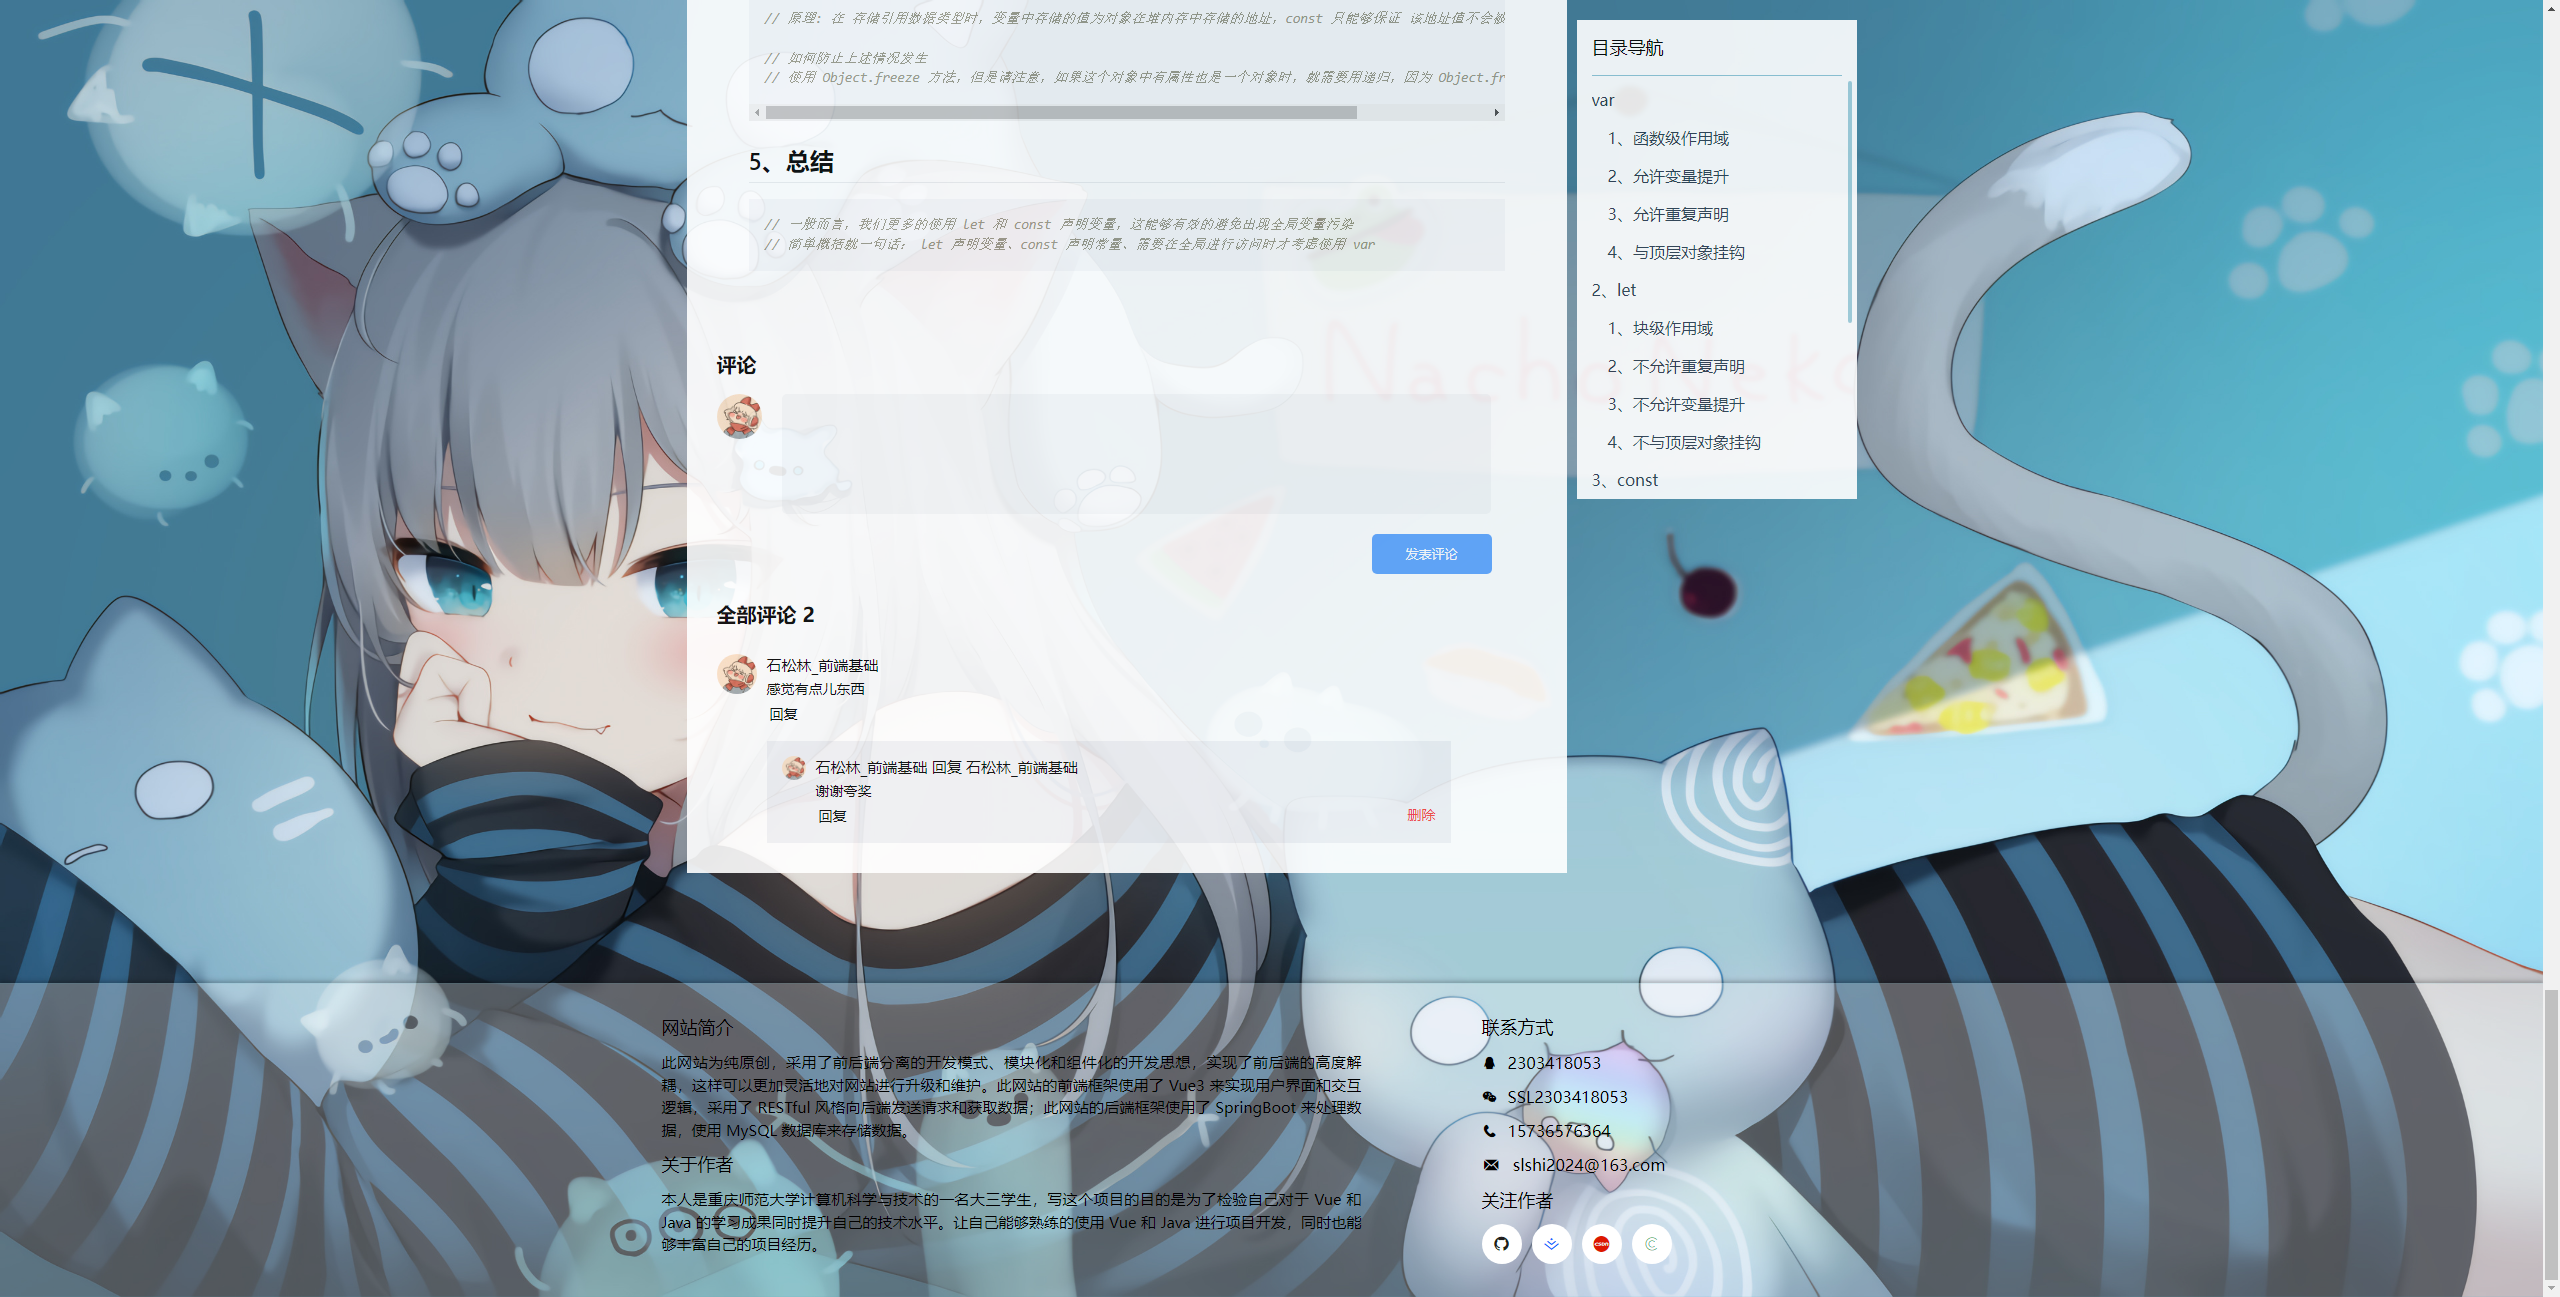 // 原理: 在 存储引用数据类型时，变量中存储的值为对象在堆内存中存储的地址，const 只能够保证 该地址值不会被
// 如何防止上述情况发生
// 使用 Object.freeze 方法，但是请注意，如果这个对象中有属性也是一个对象时，就需要用递归，因为 Object.fr
5、总结
// 一般而言，我们更多的使用 let 和 const 声明变量，这能够有效的避免出现全局变量污染
// 简单概括就一句话： let 声明变量、const 声明常量、需要在全局进行访问时才考虑使用 var
评论
发表评论
全部评论 2
石松林_前端基础
感觉有点儿东西
回复
石松林_前端基础 回复 石松林_前端基础
谢谢夸奖
回复
删除
目录导航
var
1、函数级作用域
2、允许变量提升
3、允许重复声明
4、与顶层对象挂钩
2、let
1、块级作用域
2、不允许重复声明
3、不允许变量提升
4、不与顶层对象挂钩
3、const
NachoNeko
网站简介
此网站为纯原创，采用了前后端分离的开发模式、模块化和组件化的开发思想，实现了前后端的高度解
耦，这样可以更加灵活地对网站进行升级和维护。此网站的前端框架使用了 Vue3 来实现用户界面和交互
逻辑，采用了 RESTful 风格向后端发送请求和获取数据；此网站的后端框架使用了 SpringBoot 来处理数
据，使用 MySQL 数据库来存储数据。
关于作者
本人是重庆师范大学计算机科学与技术的一名大三学生，写这个项目的目的是为了检验自己对于 Vue 和
Java 的学习成果同时提升自己的技术水平。让自己能够熟练的使用 Vue 和 Java 进行项目开发，同时也能
够丰富自己的项目经历。
联系方式
2303418053
SSL2303418053
15736576364
slshi2024@163.com
关注作者
CSDN